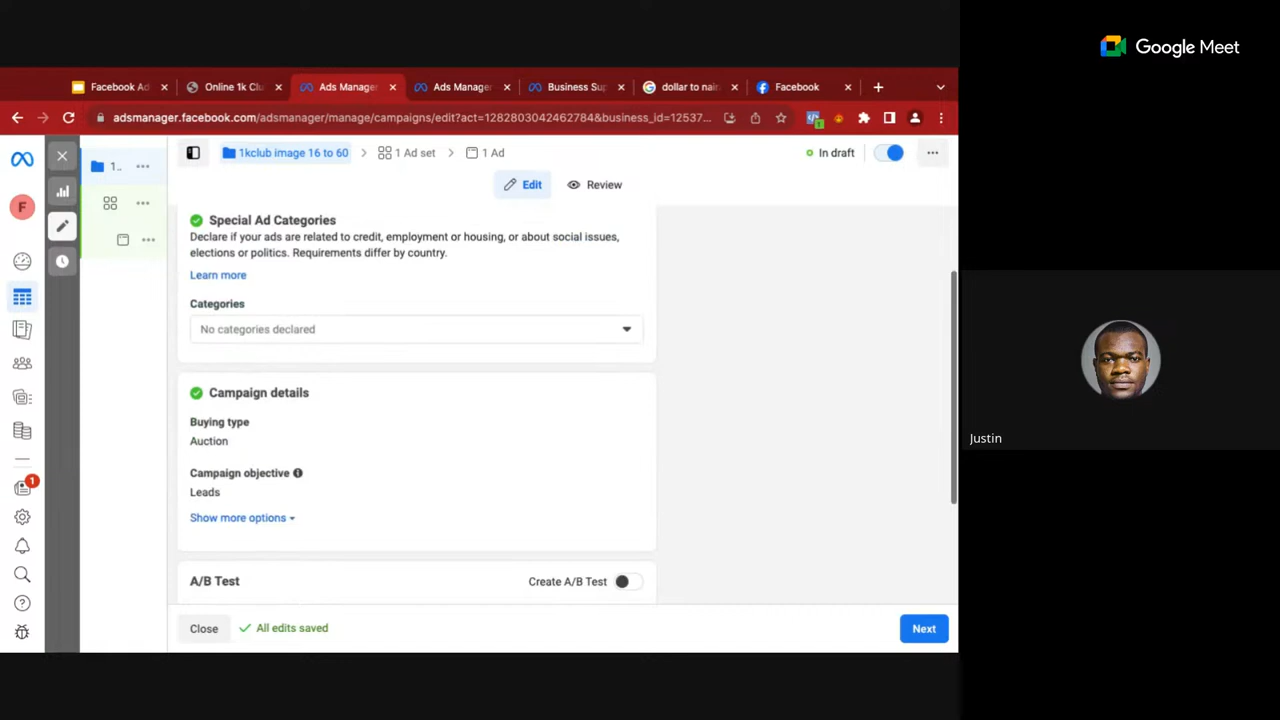 Google Meet
Facebook Ad
Online 1k Clu
Ads Manager
Ads Manager
Business Sup
dollar to nair
Facebook
adsmanager.facebook.com/adsmanager/manage/campaigns/edit?act=1282803042462784&business_id=12537...
1..
1kclub image 16 to 60
1 Ad set
1 Ad
In draft
Edit
Review
F
Special Ad Categories
Declare if your ads are related to credit, employment or housing, or about social issues,
elections or politics. Requirements differ by country.
Learn more
Categories
No categories declared
Campaign details
Buying type
Auction
Campaign objective
Leads
Show more options
1
A/B Test
Create A/B Test
Close
All edits saved
Next
Justin